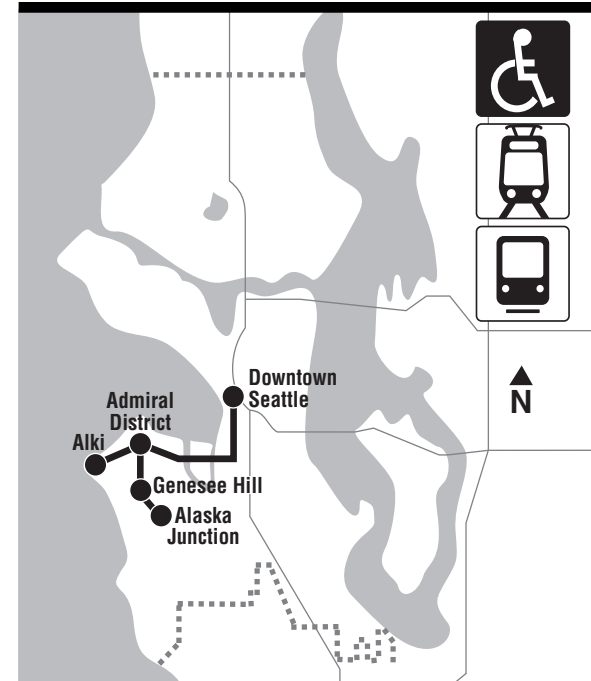 Downtown
Seattle
Admiral
District
Alki
Genesee Hill
Alaska
Junction
N